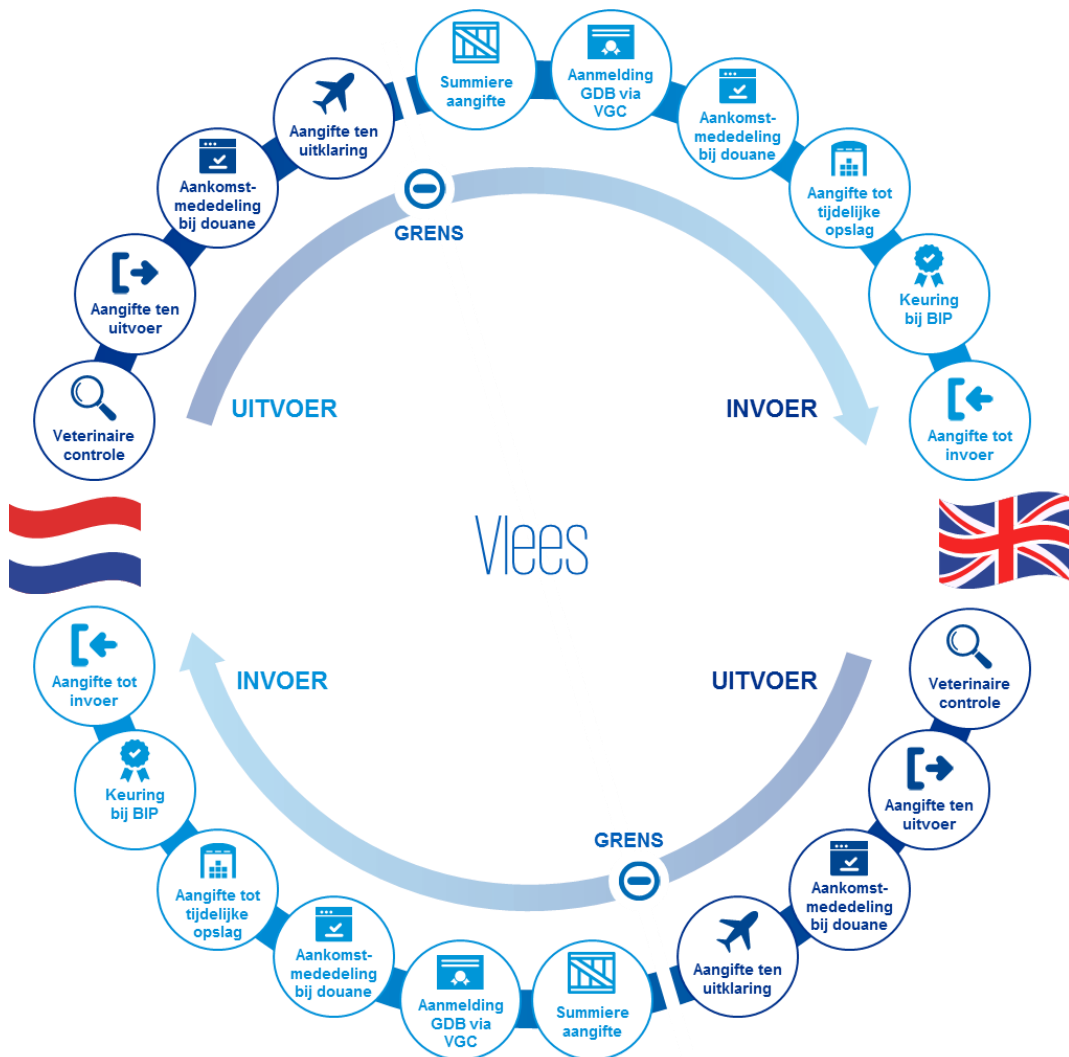 Summiere
aangifte
Aanmelding
GDB via
VGC
Aankomst-
mededeling
bij douane
Aangifte tot
tijdelijke
opslag
Keuring
bij BIP
Aangifte tot
invoer
Aangifte ten
uitklaring
Aankomst-
mededeling
bij douane
Aangifte ten
uitvoer
Veterinaire
controle
GRENS
UITVOER
INVOER
Vlees
INVOER
UITVOER
GRENS
Veterinaire
controle
Aangifte ten
uitvoer
Aankomst-
mededeling
bij douane
Aangifte ten
uitklaring
Summiere
aangifte
Aanmelding
GDB via
VGC
Aankomst-
mededeling
bij douane
Aangifte tot
tijdelijke
opslag
Keuring
bij BIP
Aangifte tot
invoer